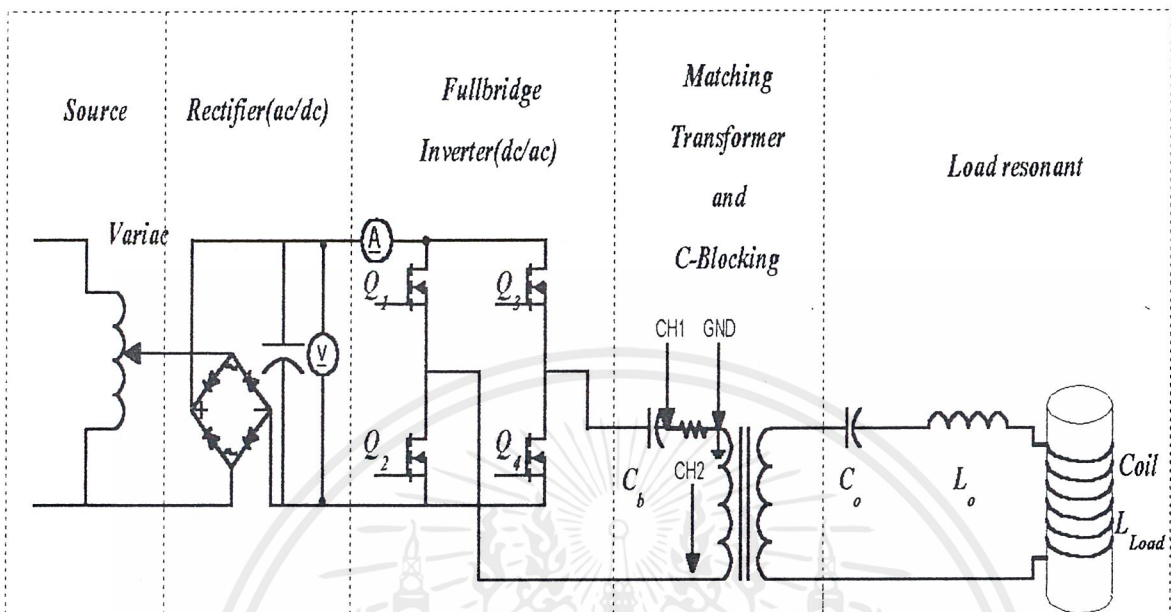 Source
Rectifier(ac/dc)
Fullbridge
Inverter(dc/ac)
Matching
Transformer
and
C-Blocking
Load resonant
Variac
A
V
+
-
Q1
Q3
Q2
Q4
CH1
GND
CH2
Cb
Co
Lo
Coil
LLoad